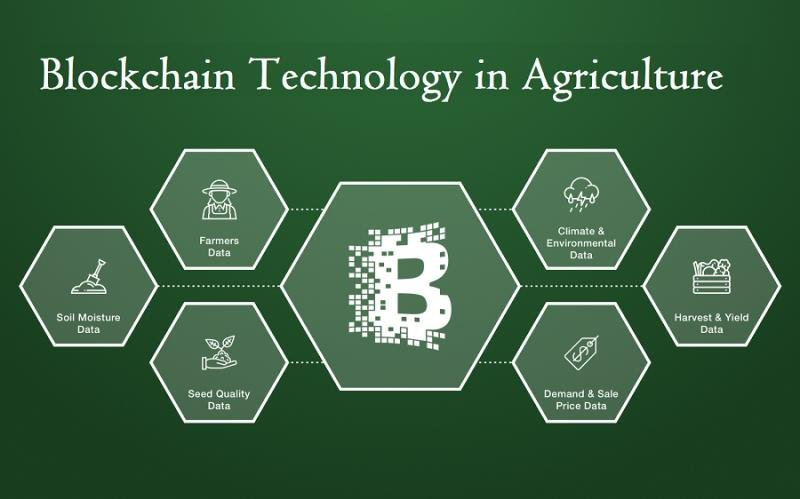 Blockchain Technology in Agriculture
Farmers
Data
Climate &
Environmental
Data
Soil Moisture
Data
B
Harvest & Yield
Data
Seed Quality
Data
Demand & Sale
Price Data